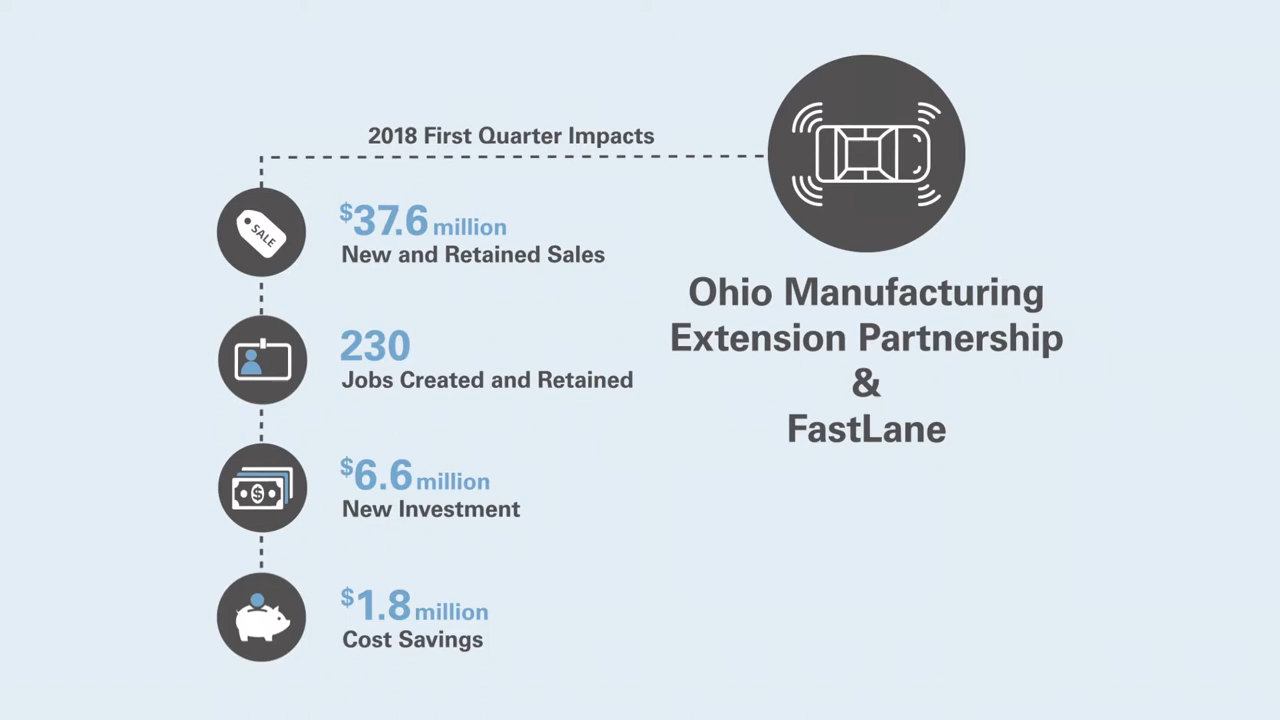 2018 First Quarter Impacts
SALE
$37.6 million
New and Retained Sales
230
Jobs Created and Retained
$
$6.6 million
New Investment
$1.8 million
Cost Savings
Ohio Manufacturing
Extension Partnership
&
FastLane